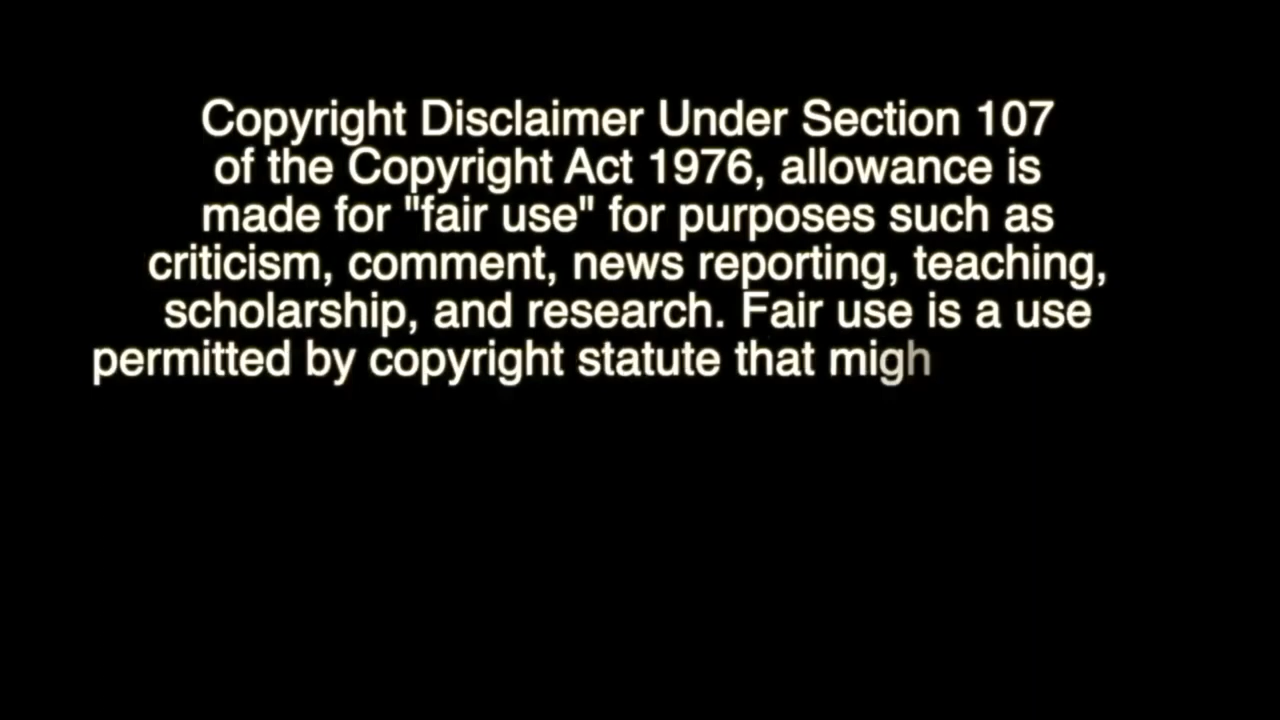 Copyright Disclaimer Under Section 107
of the Copyright Act 1976, allowance is
made for "fair use" for purposes such as
criticism, comment, news reporting, teaching,
scholarship, and research. Fair use is a use
permitted by copyright statute that migh